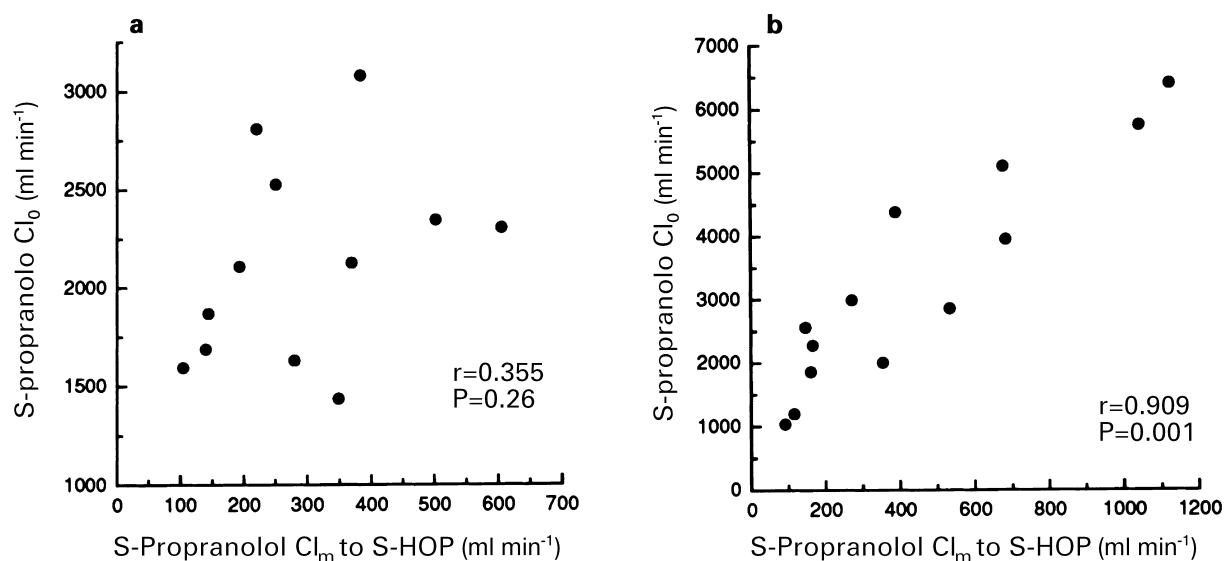 a
S-propranolo Cl₀ (ml min⁻¹)
3000
2500
2000
1500
1000
0 100 200 300 400 500 600 700
r=0.355
P=0.26
S-Propranolol Clₘ to S-HOP (ml min⁻¹)
b
S-propranolo Cl₀ (ml min⁻¹)
7000
6000
5000
4000
3000
2000
1000
0
0 200 400 600 800 1000 1200
r=0.909
P=0.001
S-Propranolol Clₘ to S-HOP (ml min⁻¹)